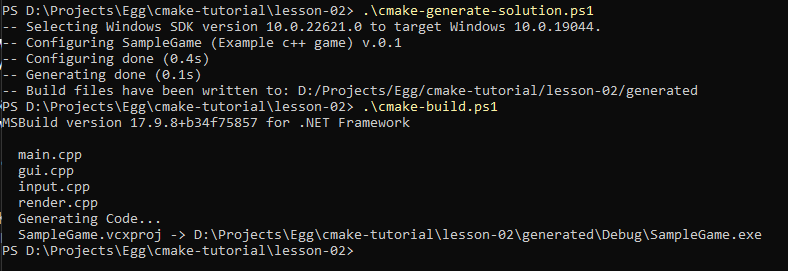 PS D:\Projects\Egg\cmake-tutorial\lesson-02> .\cmake-generate-solution.ps1
-- Selecting Windows SDK version 10.0.22621.0 to target Windows 10.0.19044.
-- Configuring SampleGame (Example c++ game) v.0.1
-- Configuring done (0.4s)
-- Generating done (0.1s)
-- Build files have been written to: D:/Projects/Egg/cmake-tutorial/lesson-02/generated
PS D:\Projects\Egg\cmake-tutorial\lesson-02> .\cmake-build.ps1
MSBuild version 17.9.8+b34f75857 for .NET Framework
main.cpp
gui.cpp
input.cpp
render.cpp
Generating Code...
SampleGame.vcxproj -> D:\Projects\Egg\cmake-tutorial\lesson-02\generated\Debug\SampleGame.exe
PS D:\Projects\Egg\cmake-tutorial\lesson-02>